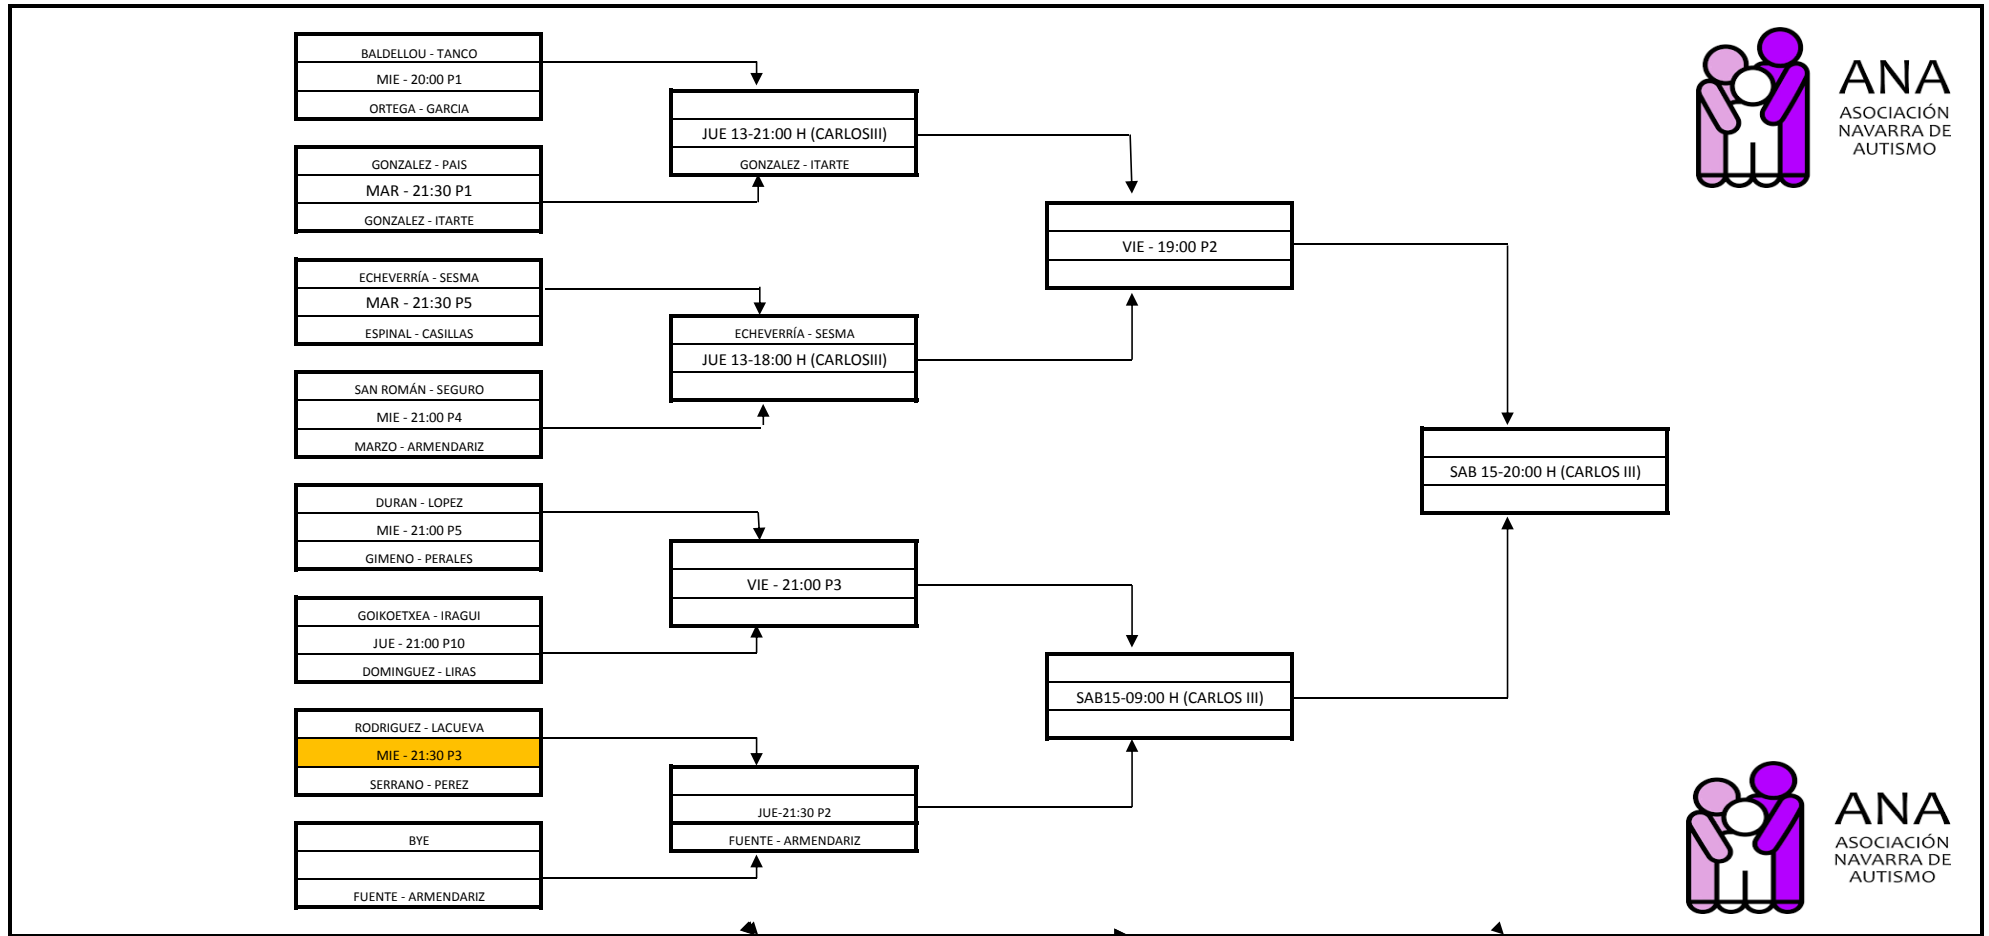 BALDELLOU - TANCO
MIE - 20:00 P1
ORTEGA - GARCIA
GONZALEZ - PAIS
MAR - 21:30 P1
GONZALEZ - ITARTE
ECHEVERRÍA - SESMA
MAR - 21:30 P5
ESPINAL - CASILLAS
SAN ROMÁN - SEGURO
MIE - 21:00 P4
MARZO - ARMENDARIZ
DURAN - LOPEZ
MIE - 21:00 P5
GIMENO - PERALES
GOIKOETXEA - IRAGUI
JUE - 21:00 P10
DOMINGUEZ - LIRAS
RODRIGUEZ - LACUEVA
MIE - 21:30 P3
SERRANO - PEREZ
BYE
FUENTE - ARMENDARIZ
JUE 13-21:00 H (CARLOSIII)
GONZALEZ - ITARTE
ECHEVERRÍA - SESMA
JUE 13-18:00 H (CARLOSIII)
VIE - 21:00 P3
JUE-21:30 P2
FUENTE - ARMENDARIZ
VIE - 19:00 P2
SAB15-09:00 H (CARLOS III)
SAB 15-20:00 H (CARLOS III)
ANA
ASOCIACIÓN
NAVARRA DE
AUTISMO
ANA
ASOCIACIÓN
NAVARRA DE
AUTISMO